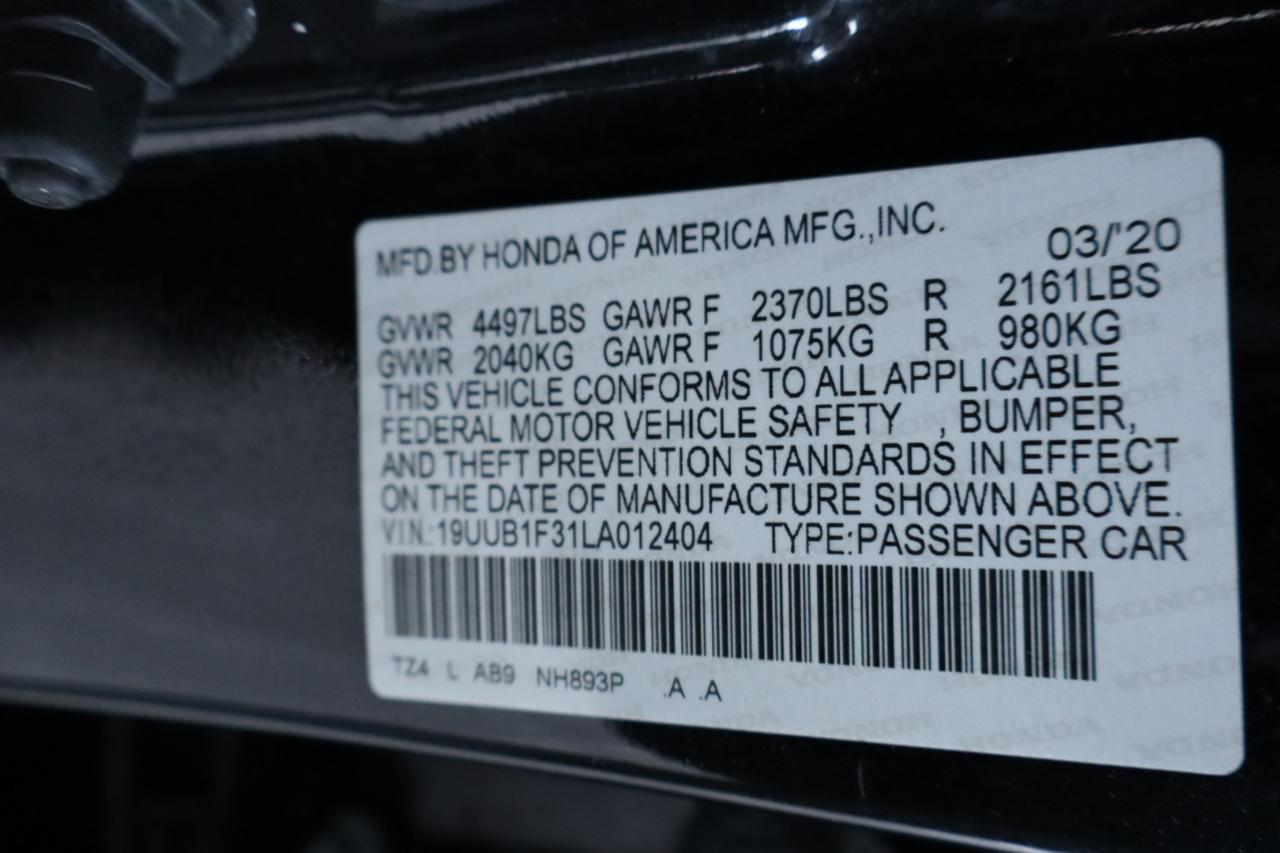 MFD.BY HONDA OF AMERICA MFG.,INC.
03/'20
GVWR 4497LBS GAWR F 2370LBS R 2161LBS
GVWR 2040KG GAWR F 1075KG R 980KG
THIS VEHICLE CONFORMS TO ALL APPLICABLE
FEDERAL MOTOR VEHICLE SAFETY , BUMPER,
AND THEFT PREVENTION STANDARDS IN EFFECT
ON THE DATE OF MANUFACTURE SHOWN ABOVE.
V.I.N.:19UUB1F31LA012404 TYPE:PASSENGER CAR
TZ4 L AB9 NH893P .A .A